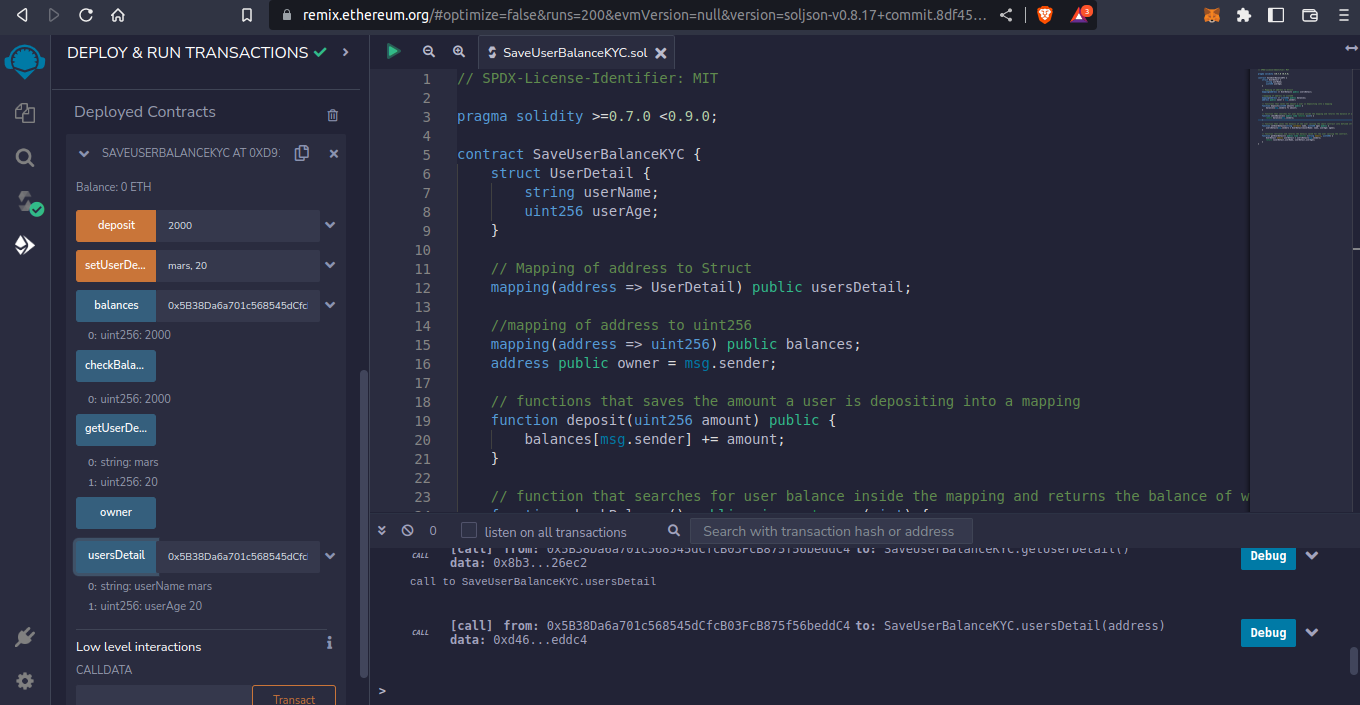 remix.ethereum.org/#optimize=false&runs=200&evmVersion=null&version=soljson-v0.8.17+commit.8df45...
3
DEPLOY & RUN TRANSACTIONS
SaveUserBalanceKYC.sol
Deployed Contracts
SAVEUSERBALANCEKYC AT 0XD9
Balance: 0 ETH
deposit 2000
setUserDe... mars, 20
balances 0x5B38Da6a701c568545dCfcl
0: uint256: 2000
checkBala...
0: uint256: 2000
getUserDe...
0: string: mars
1: uint256: 20
owner
usersDetail 0x5B38Da6a701c568545dCfcl
0: string: userName mars
1: uint256: userAge 20
Low level interactions
CALLDATA
Transact
1 // SPDX-License-Identifier: MIT
2
3 pragma solidity >=0.7.0 <0.9.0;
4
5 contract SaveUserBalanceKYC {
6 struct UserDetail {
7 string userName;
8 uint256 userAge;
9 }
10
11 // Mapping of address to Struct
12 mapping(address => UserDetail) public usersDetail;
13
14 //mapping of address to uint256
15 mapping(address => uint256) public balances;
16 address public owner = msg.sender;
17
18 // functions that saves the amount a user is depositing into a mapping
19 function deposit(uint256 amount) public {
20 balances[msg.sender] += amount;
21 }
22
23 // function that searches for user balance inside the mapping and returns the balance of w
0 listen on all transactions Search with transaction hash or address
CALL [call] from: 0x5B38Da6a701c568545dCfcB03FcB875f56beddC4 to: SaveUserBalanceKYC.getUserDetail()
data: 0x8b3...26ec2
Debug
call to SaveUserBalanceKYC.usersDetail
CALL [call] from: 0x5B38Da6a701c568545dCfcB03FcB875f56beddC4 to: SaveUserBalanceKYC.usersDetail(address)
data: 0xd46...eddc4
Debug
>